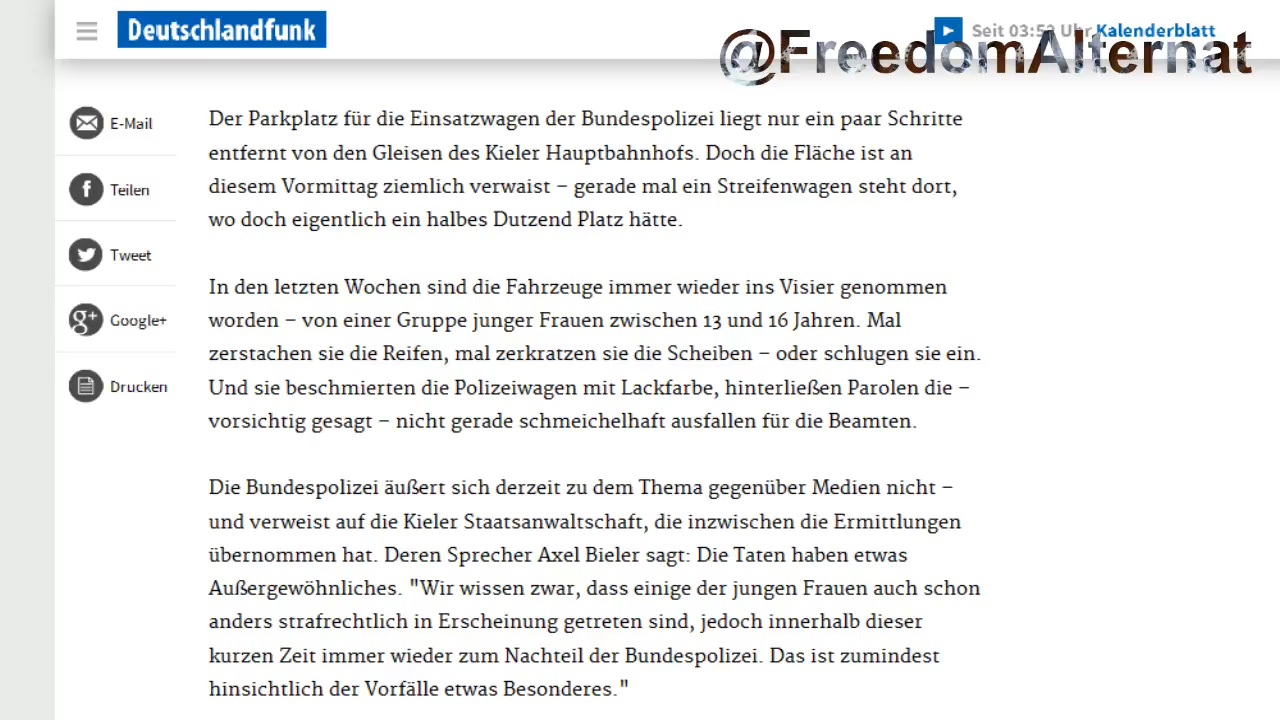 Deutschlandfunk
Seit 03:52 Uhr Kalenderblatt
@FreedomAlternat
E-Mail
Teilen
Tweet
Google+
Drucken
Der Parkplatz für die Einsatzwagen der Bundespolizei liegt nur ein paar Schritte
entfernt von den Gleisen des Kieler Hauptbahnhofs. Doch die Fläche ist an
diesem Vormittag ziemlich verwaist – gerade mal ein Streifenwagen steht dort,
wo doch eigentlich ein halbes Dutzend Platz hätte.
In den letzten Wochen sind die Fahrzeuge immer wieder ins Visier genommen
worden – von einer Gruppe junger Frauen zwischen 13 und 16 Jahren. Mal
zerstachen sie die Reifen, mal zerkratzen sie die Scheiben – oder schlugen sie ein.
Und sie beschmierten die Polizeiwagen mit Lackfarbe, hinterließen Parolen die –
vorsichtig gesagt – nicht gerade schmeichelhaft ausfallen für die Beamten.
Die Bundespolizei äußert sich derzeit zu dem Thema gegenüber Medien nicht –
und verweist auf die Kieler Staatsanwaltschaft, die inzwischen die Ermittlungen
übernommen hat. Deren Sprecher Axel Bieler sagt: Die Taten haben etwas
Außergewöhnliches. "Wir wissen zwar, dass einige der jungen Frauen auch schon
anders strafrechtlich in Erscheinung getreten sind, jedoch innerhalb dieser
kurzen Zeit immer wieder zum Nachteil der Bundespolizei. Das ist zumindest
hinsichtlich der Vorfälle etwas Besonderes."